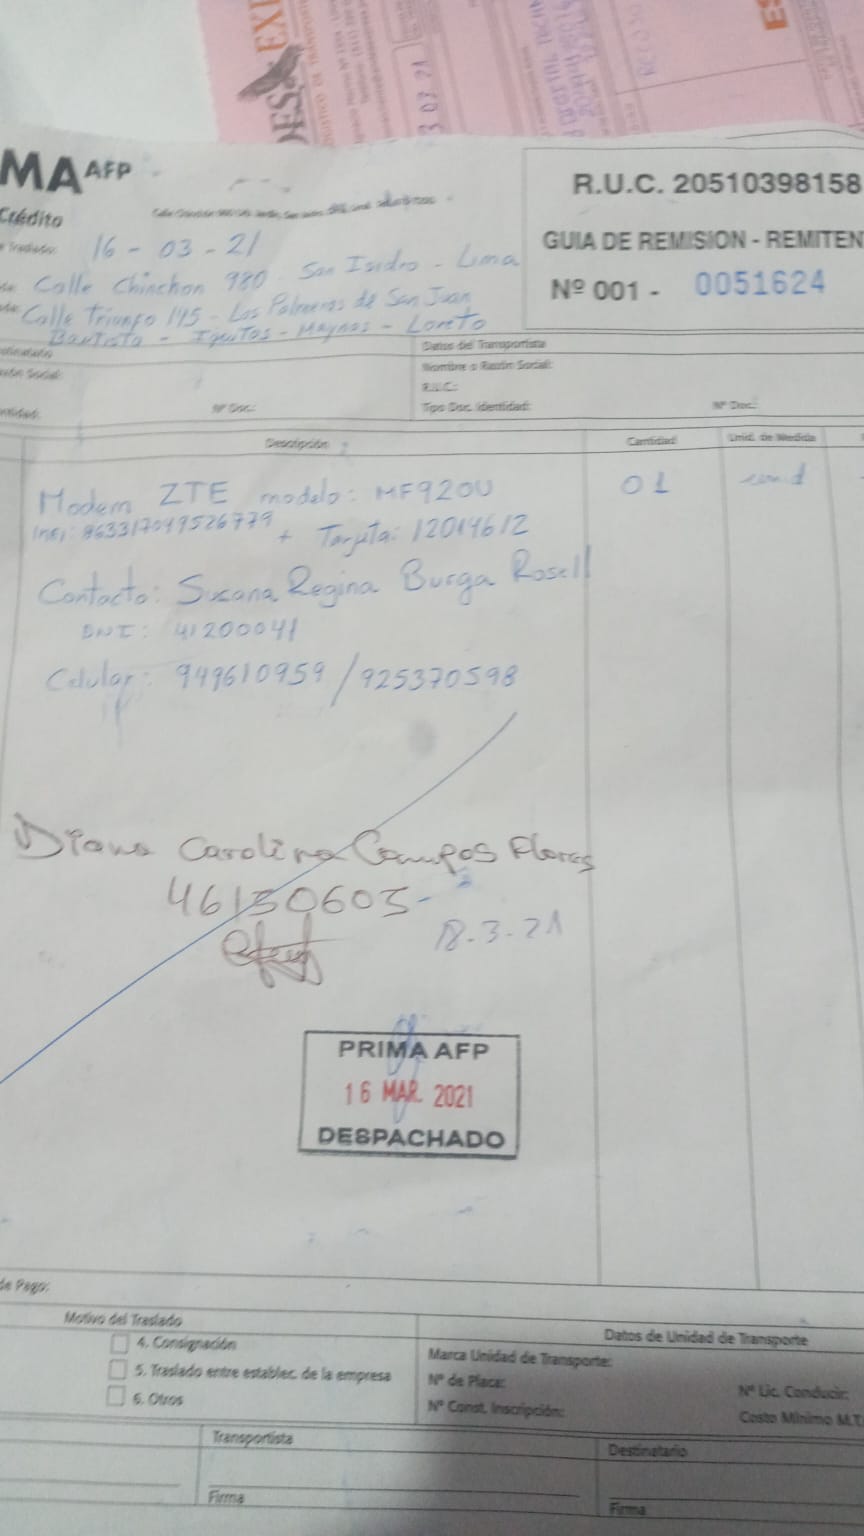 MA AFP
R.U.C. 20510398158
Crédito
GUIA DE REMISION - REMITEN
Nº 001 - 0051624
Traslado: 16 - 03 - 21
Calle Chinchon 980 - San Isidro - Lima
Calle Triunfo 195 - Los Palmeras de San Juan
Bautista - Iquitos - Maynas - Loreto
Datos del Transportista
Nombre o Razón Social:
R.U.C.:
Nº Doc.:
Tipo Doc. Identidad:
Nº Doc.:
Descripción
Cantidad
Unid. de Medida
Modem ZTE modelo: MF920U
01
und
IMEI: 863317049526779 + Tarjeta: 12014612
Contacto: Susana Regina Burga Rosell
DNI: 41200041
Celular: 949610959 / 925370598
Diana Carolina Campos Flores
46150603-
18.3.21
PRIMA AFP
16 MAR. 2021
DESPACHADO
de Pago:
Motivo del Traslado
4. Consignación
5. Traslado entre establec. de la empresa
6. Otros
Datos de Unidad de Transporte
Marca Unidad de Transporte:
Nº de Placa:
Nº Lic. Conducir:
Nº Const. Inscripción:
Costo Mínimo M.T.
Transportista
Destinatario
Firma
Firma